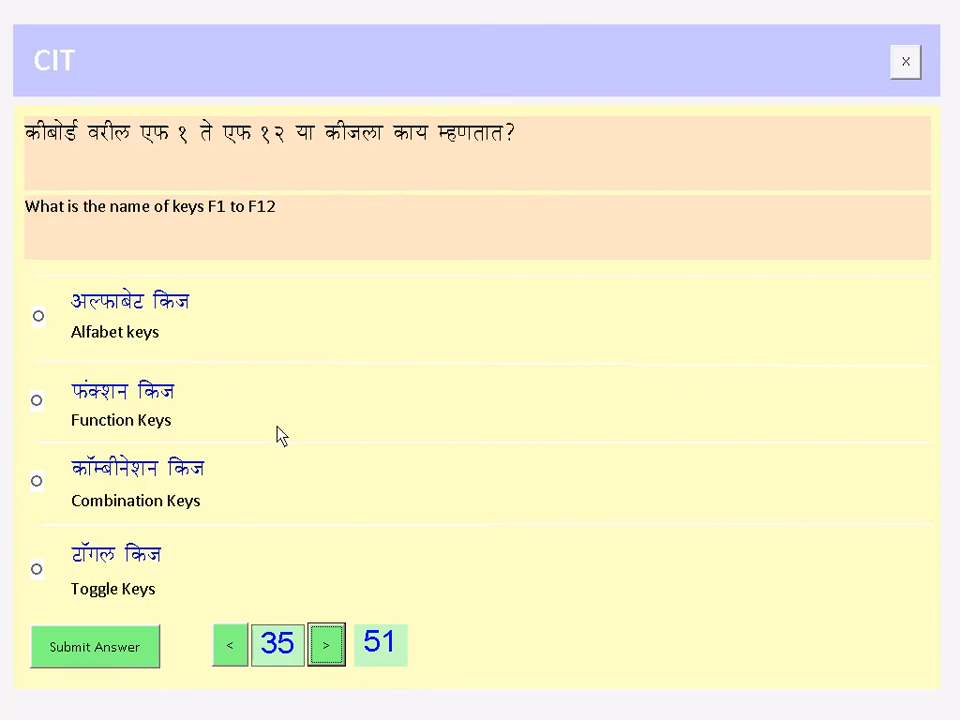 CIT
x
कीबोर्ड वरील एफ १ ते एफ १२ या कीजला काय म्हणतात?
What is the name of keys F1 to F12
अल्फाबेट किज
Alfabet keys
फंक्शन किज
Function Keys
कॉम्बीनेशन किज
Combination Keys
टॉगल किज
Toggle Keys
Submit Answer < 35 > 51